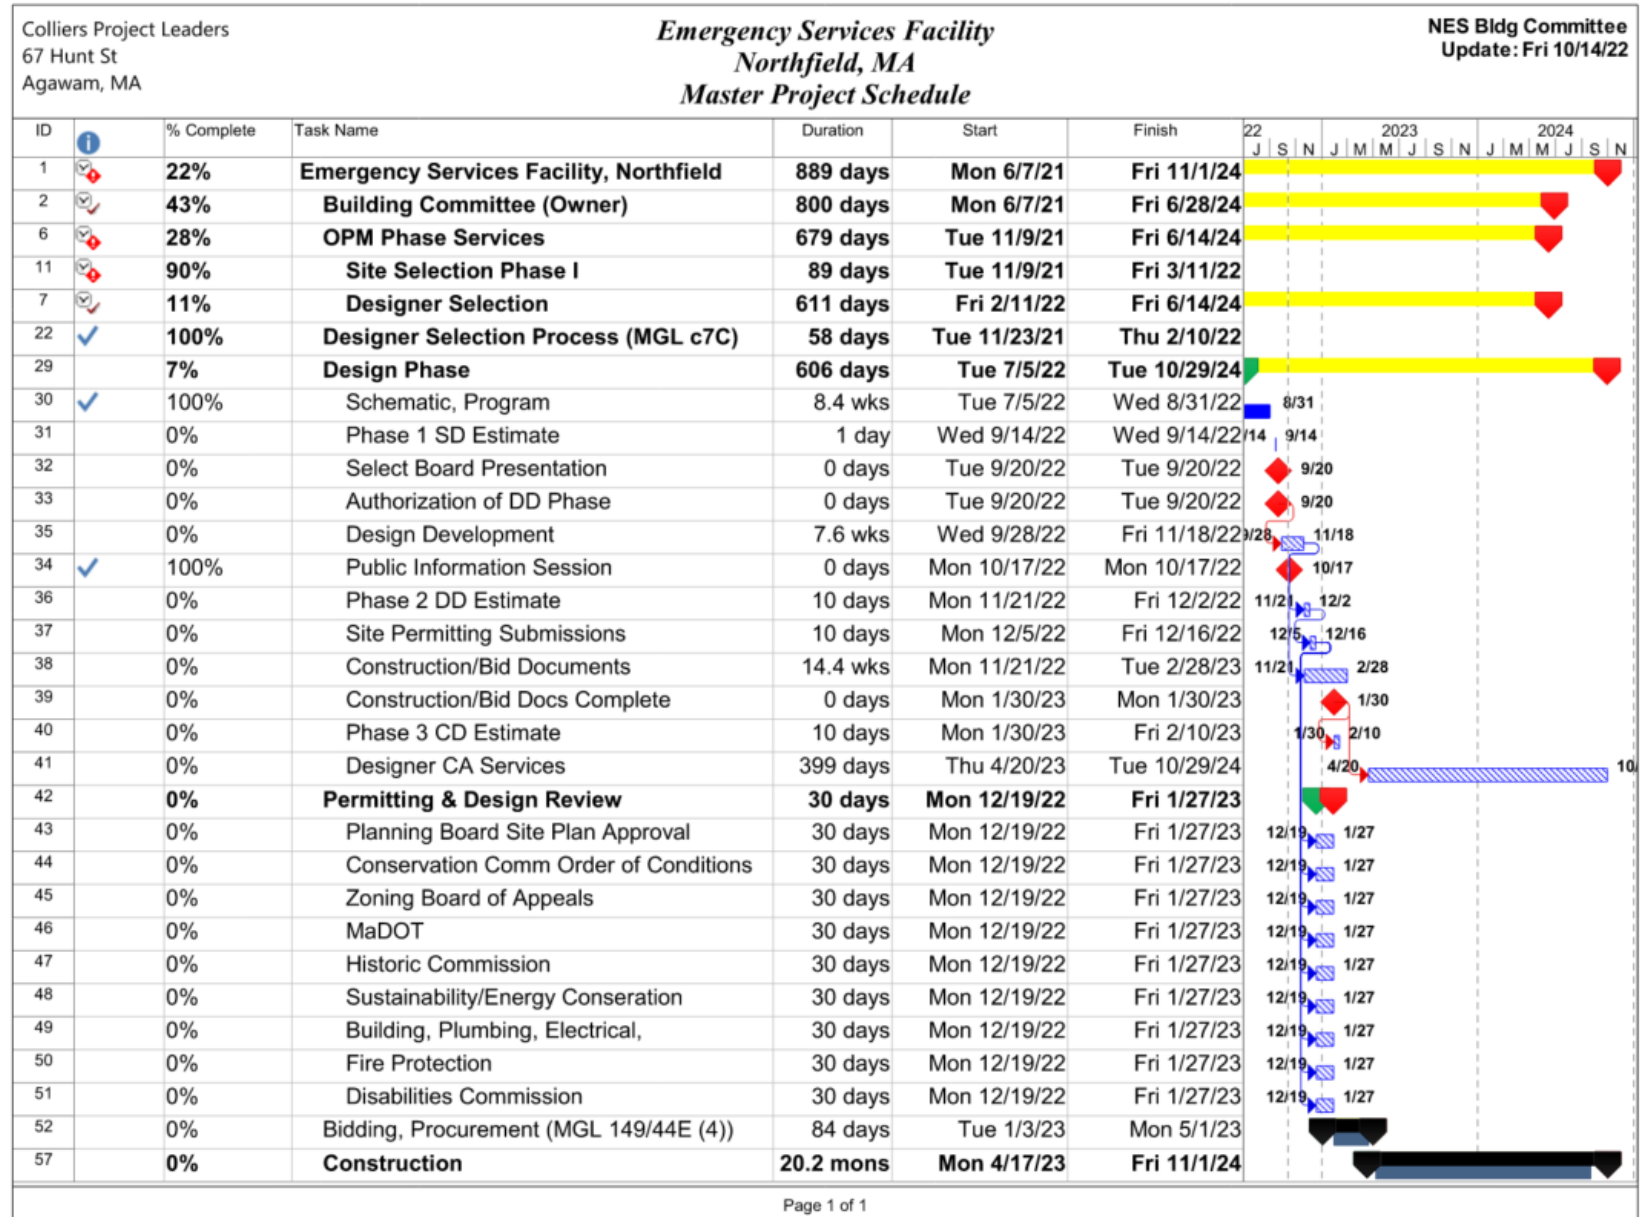 Colliers Project Leaders
67 Hunt St
Agawam, MA
Emergency Services Facility
Northfield, MA
Master Project Schedule
NES Bldg Committee
Update: Fri 10/14/22
ID % Complete Task Name Duration Start Finish 22 2023 2024
J S N J M M J S N J M M J S N
1 22% Emergency Services Facility, Northfield 889 days Mon 6/7/21 Fri 11/1/24
2 43% Building Committee (Owner) 800 days Mon 6/7/21 Fri 6/28/24
6 28% OPM Phase Services 679 days Tue 11/9/21 Fri 6/14/24
11 90% Site Selection Phase I 89 days Tue 11/9/21 Fri 3/11/22
7 11% Designer Selection 611 days Fri 2/11/22 Fri 6/14/24
22 100% Designer Selection Process (MGL c7C) 58 days Tue 11/23/21 Thu 2/10/22
29 7% Design Phase 606 days Tue 7/5/22 Tue 10/29/24
30 100% Schematic, Program 8.4 wks Tue 7/5/22 Wed 8/31/22 8/31
31 0% Phase 1 SD Estimate 1 day Wed 9/14/22 Wed 9/14/22 /14 9/14
32 0% Select Board Presentation 0 days Tue 9/20/22 Tue 9/20/22 9/20
33 0% Authorization of DD Phase 0 days Tue 9/20/22 Tue 9/20/22 9/20
35 0% Design Development 7.6 wks Wed 9/28/22 Fri 11/18/22 9/28 11/18
34 100% Public Information Session 0 days Mon 10/17/22 Mon 10/17/22 10/17
36 0% Phase 2 DD Estimate 10 days Mon 11/21/22 Fri 12/2/22 11/21 12/2
37 0% Site Permitting Submissions 10 days Mon 12/5/22 Fri 12/16/22 12/5 12/16
38 0% Construction/Bid Documents 14.4 wks Mon 11/21/22 Tue 2/28/23 11/21 2/28
39 0% Construction/Bid Docs Complete 0 days Mon 1/30/23 Mon 1/30/23 1/30
40 0% Phase 3 CD Estimate 10 days Mon 1/30/23 Fri 2/10/23 1/30 2/10
41 0% Designer CA Services 399 days Thu 4/20/23 Tue 10/29/24 4/20 10/
42 0% Permitting & Design Review 30 days Mon 12/19/22 Fri 1/27/23
43 0% Planning Board Site Plan Approval 30 days Mon 12/19/22 Fri 1/27/23 12/19 1/27
44 0% Conservation Comm Order of Conditions 30 days Mon 12/19/22 Fri 1/27/23 12/19 1/27
45 0% Zoning Board of Appeals 30 days Mon 12/19/22 Fri 1/27/23 12/19 1/27
46 0% MaDOT 30 days Mon 12/19/22 Fri 1/27/23 12/19 1/27
47 0% Historic Commission 30 days Mon 12/19/22 Fri 1/27/23 12/19 1/27
48 0% Sustainability/Energy Conseration 30 days Mon 12/19/22 Fri 1/27/23 12/19 1/27
49 0% Building, Plumbing, Electrical, 30 days Mon 12/19/22 Fri 1/27/23 12/19 1/27
50 0% Fire Protection 30 days Mon 12/19/22 Fri 1/27/23 12/19 1/27
51 0% Disabilities Commission 30 days Mon 12/19/22 Fri 1/27/23 12/19 1/27
52 0% Bidding, Procurement (MGL 149/44E (4)) 84 days Tue 1/3/23 Mon 5/1/23
57 0% Construction 20.2 mons Mon 4/17/23 Fri 11/1/24
Page 1 of 1